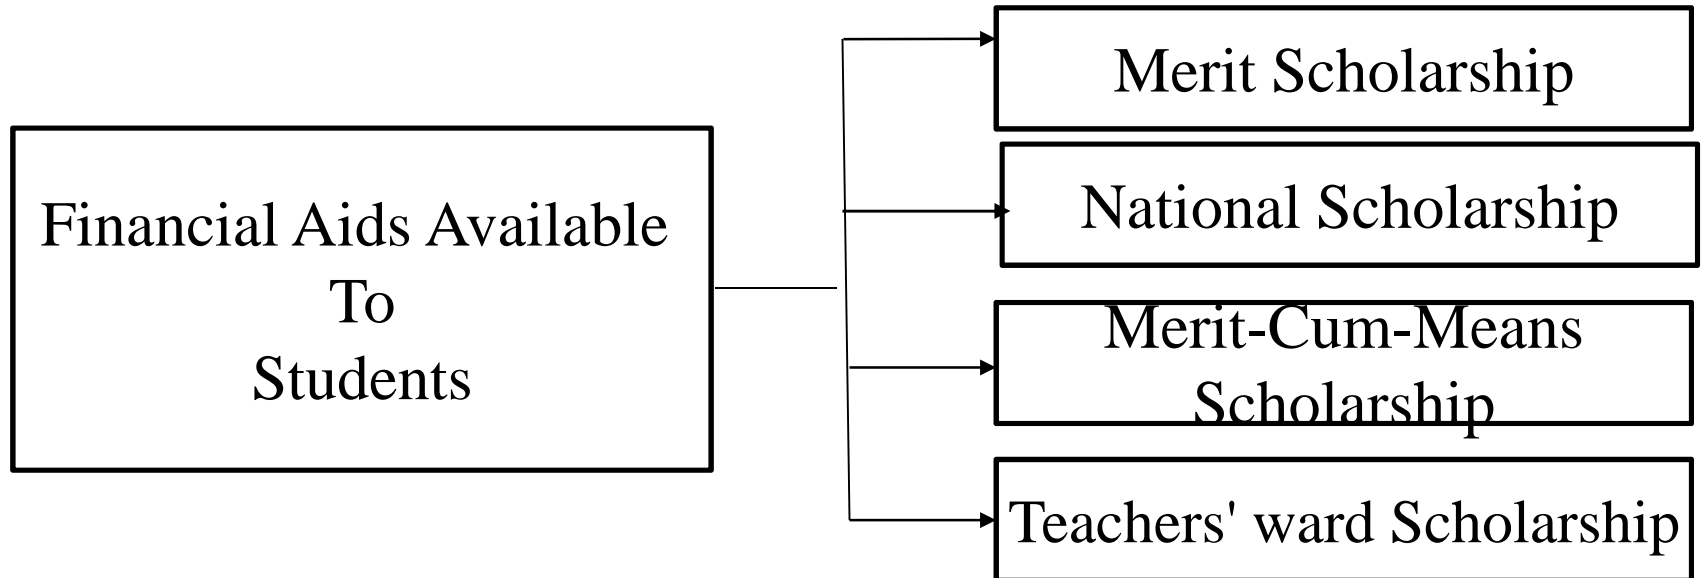 Financial Aids Available
To
Students
Merit Scholarship
National Scholarship
Merit-Cum-Means
Scholarship
Teachers' ward Scholarship